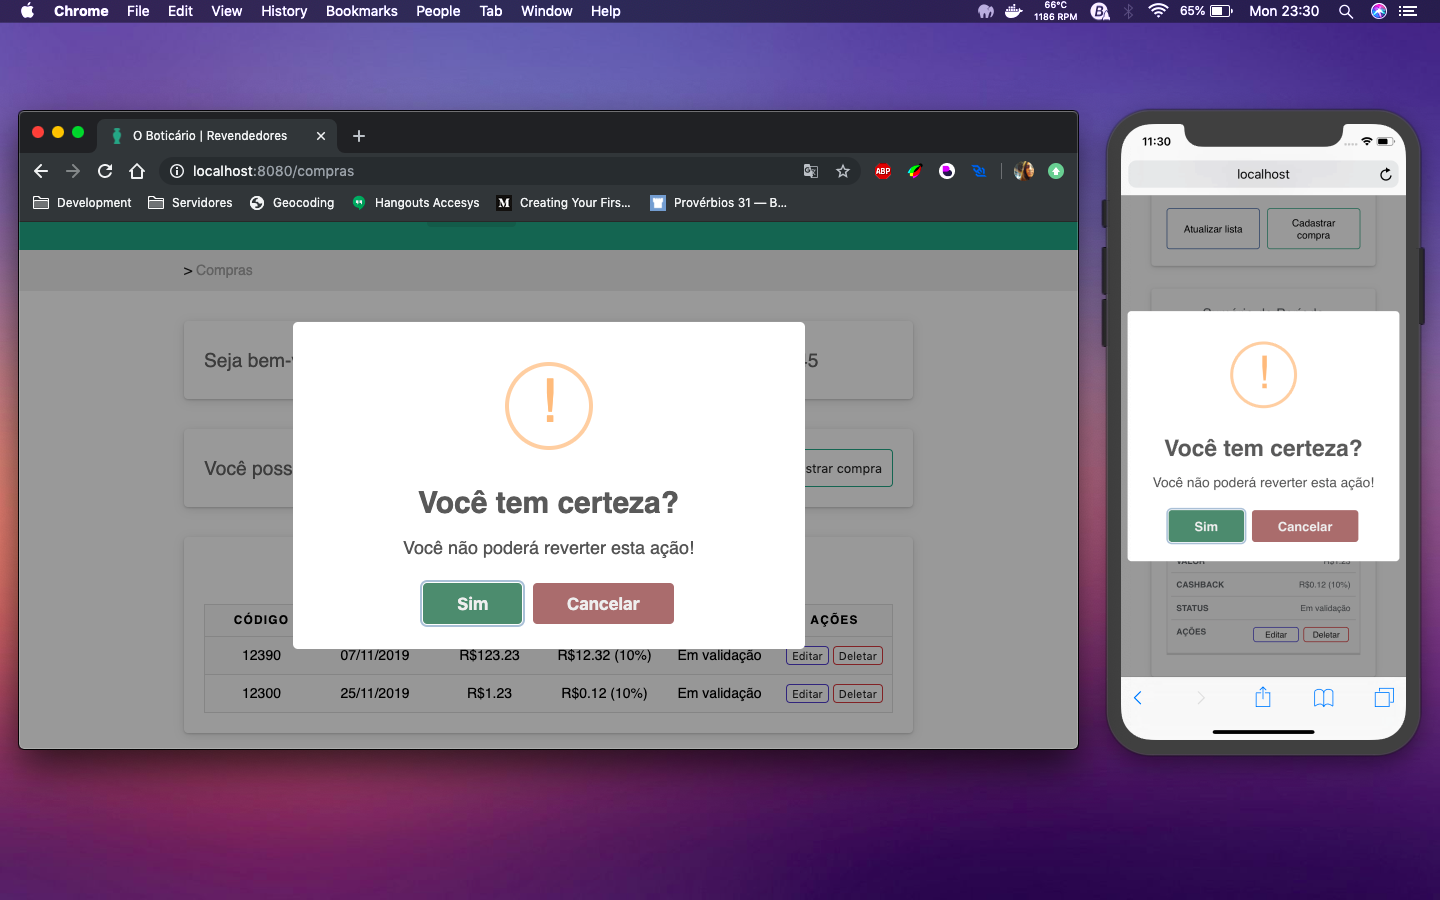 Chrome File Edit View History Bookmarks People Tab Window Help
66°C
1186 RPM
65%
Mon 23:30
O Boticário | Revendedores
localhost:8080/compras
ABP
Development
Servidores
Geocoding
Hangouts Accesys
M Creating Your Firs...
Provérbios 31 — B...
> Compras
Seja bem-
Você poss
strar compra
!
Você tem certeza?
Você não poderá reverter esta ação!
Sim
Cancelar
CÓDIGO AÇÕES
12390 07/11/2019 R$123.23 R$12.32 (10%) Em validação Editar Deletar
12300 25/11/2019 R$1.23 R$0.12 (10%) Em validação Editar Deletar
11:30
localhost
Atualizar lista
Cadastrar
compra
!
Você tem certeza?
Você não poderá reverter esta ação!
Sim
Cancelar
VALOR R$1.23
CASHBACK R$0.12 (10%)
STATUS Em validação
AÇÕES Editar Deletar